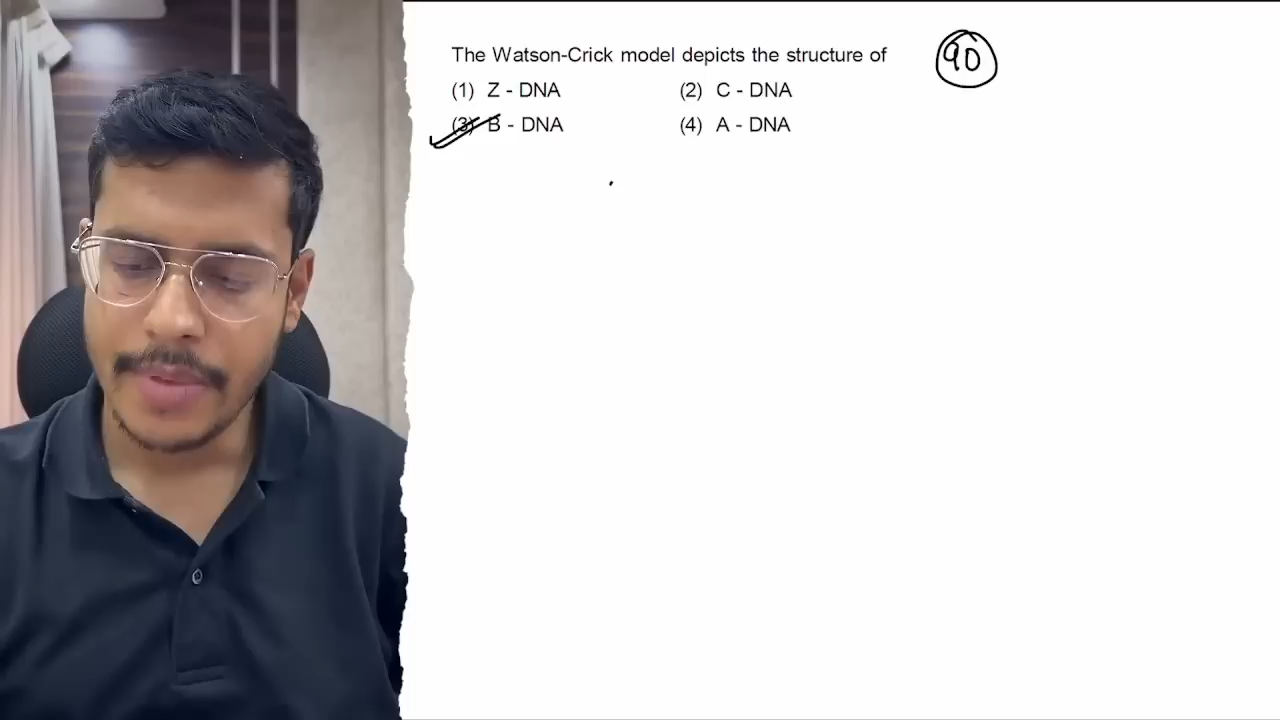 The Watson-Crick model depicts the structure of
90
(1) Z - DNA (2) C - DNA
(3) B - DNA (4) A - DNA